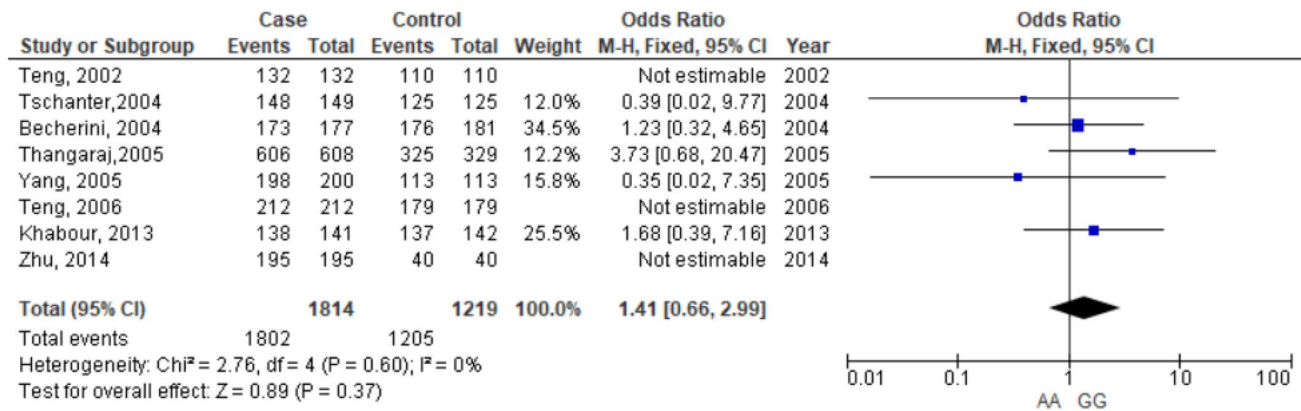 Case Control Odds Ratio Odds Ratio
Study or Subgroup Events Total Events Total Weight M-H, Fixed, 95% CI Year M-H, Fixed, 95% CI
Teng, 2002 132 132 110 110 Not estimable 2002
Tschanter,2004 148 149 125 125 12.0% 0.39 [0.02, 9.77] 2004
Becherini, 2004 173 177 176 181 34.5% 1.23 [0.32, 4.65] 2004
Thangaraj,2005 606 608 325 329 12.2% 3.73 [0.68, 20.47] 2005
Yang, 2005 198 200 113 113 15.8% 0.35 [0.02, 7.35] 2005
Teng, 2006 212 212 179 179 Not estimable 2006
Khabour, 2013 138 141 137 142 25.5% 1.68 [0.39, 7.16] 2013
Zhu, 2014 195 195 40 40 Not estimable 2014
Total (95% CI) 1814 1219 100.0% 1.41 [0.66, 2.99]
Total events 1802 1205
Heterogeneity: Chi² = 2.76, df = 4 (P = 0.60); I² = 0%
Test for overall effect: Z = 0.89 (P = 0.37)
0.01 0.1 1 10 100
AA GG